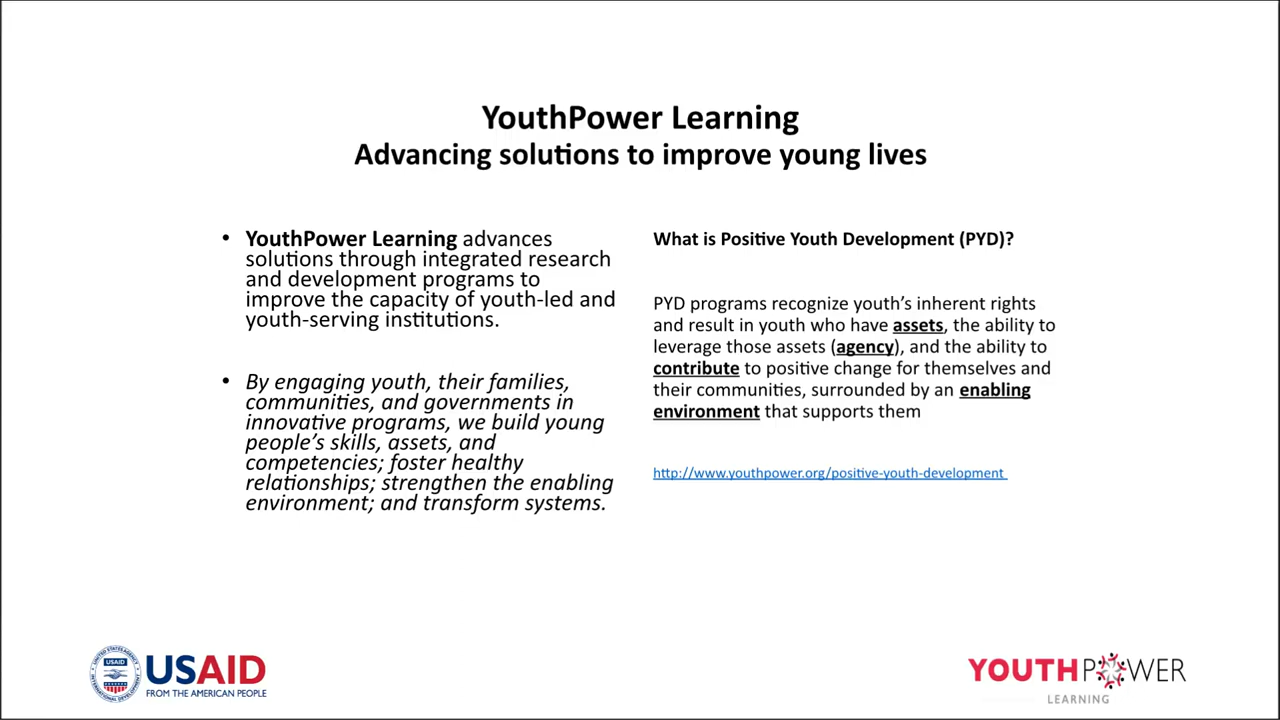 YouthPower Learning
Advancing solutions to improve young lives
• YouthPower Learning advances
solutions through integrated research
and development programs to
improve the capacity of youth-led and
youth-serving institutions.
• By engaging youth, their families,
communities, and governments in
innovative programs, we build young
people's skills, assets, and
competencies; foster healthy
relationships; strengthen the enabling
environment; and transform systems.
What is Positive Youth Development (PYD)?
PYD programs recognize youth's inherent rights
and result in youth who have assets, the ability to
leverage those assets (agency), and the ability to
contribute to positive change for themselves and
their communities, surrounded by an enabling
environment that supports them
http://www.youthpower.org/positive-youth-development
UNITED STATES AGENCY
USAID
INTERNATIONAL DEVELOPMENT
USAID
FROM THE AMERICAN PEOPLE
YOUTHPOWER
LEARNING